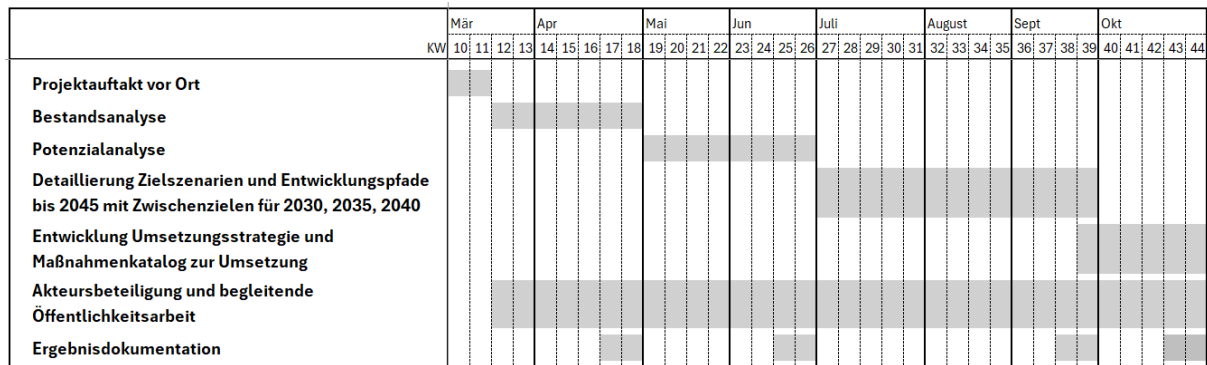 Mär Apr Mai Jun Juli August Sept Okt
KW 10 11 12 13 14 15 16 17 18 19 20 21 22 23 24 25 26 27 28 29 30 31 32 33 34 35 36 37 38 39 40 41 42 43 44
Projektauftakt vor Ort
Bestandsanalyse
Potenzialanalyse
Detaillierung Zielszenarien und Entwicklungspfade
bis 2045 mit Zwischenzielen für 2030, 2035, 2040
Entwicklung Umsetzungsstrategie und
Maßnahmenkatalog zur Umsetzung
Akteursbeteiligung und begleitende
Öffentlichkeitsarbeit
Ergebnisdokumentation